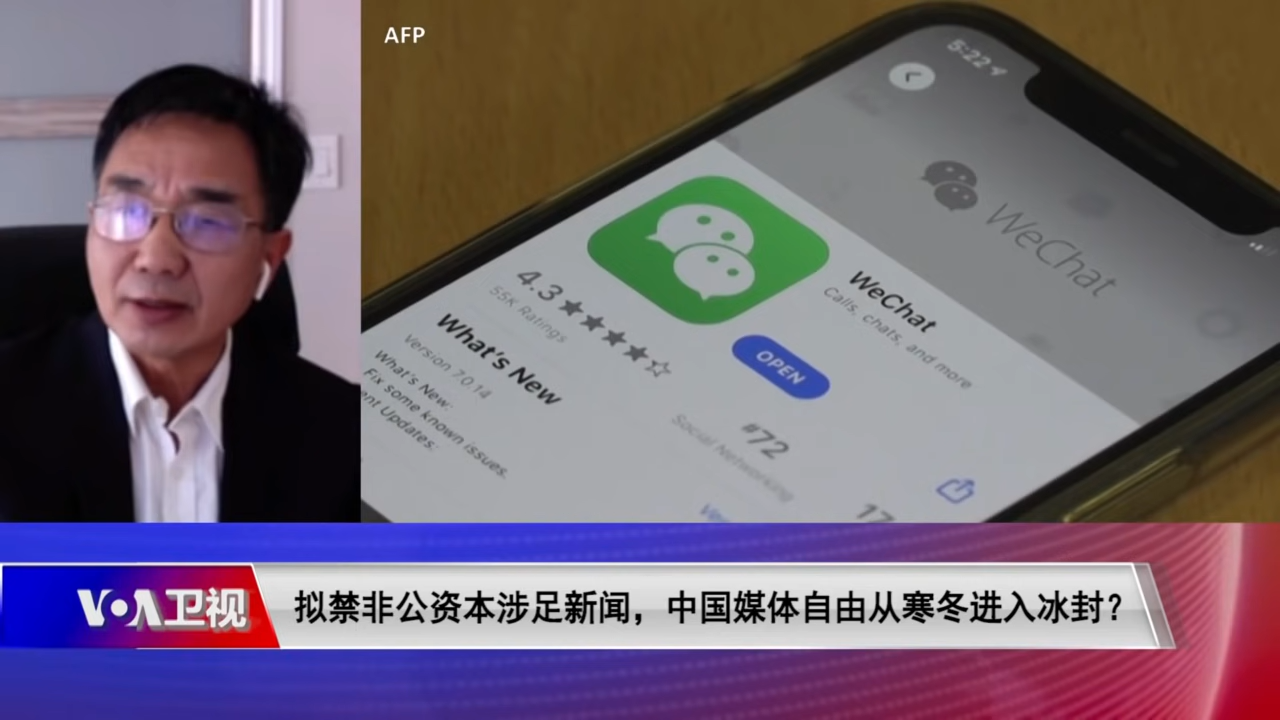 AFP
5:22
WeChat
WeChat
Calls, chats, and more
OPEN
4.3★★★★☆
55K Ratings
#72
Social Networking
17
What's New
Version 7.0.14
What's New:
Fix some known issues.
ent Updates:
VOA卫视
拟禁非公资本涉足新闻，中国媒体自由从寒冬进入冰封？